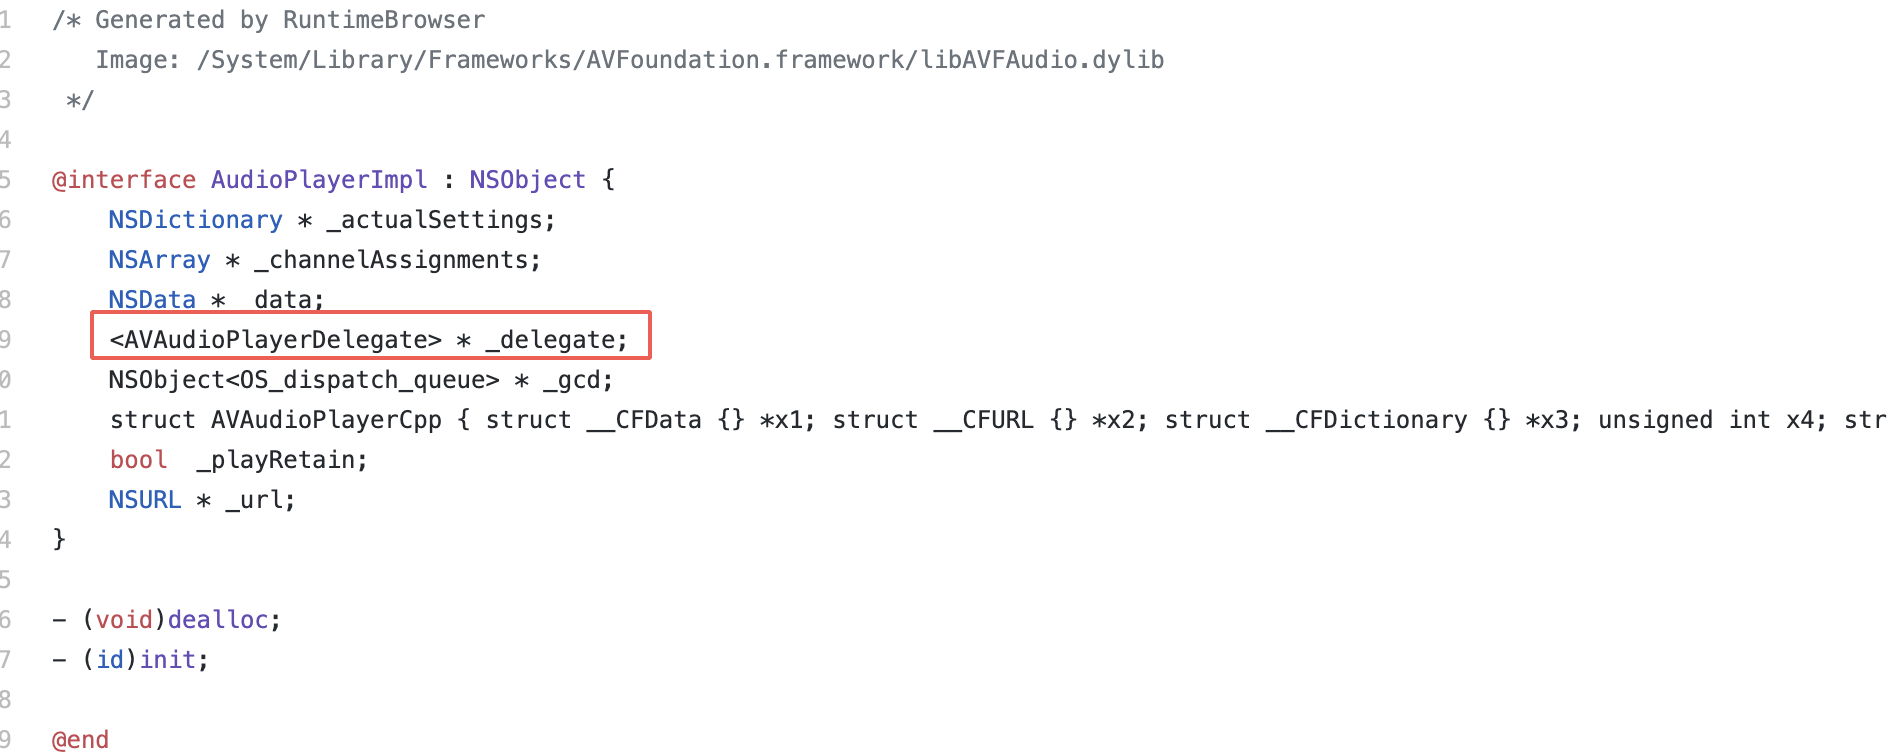 1 /* Generated by RuntimeBrowser
2    Image: /System/Library/Frameworks/AVFoundation.framework/libAVFAudio.dylib
3  */
4
5 @interface AudioPlayerImpl : NSObject {
6     NSDictionary * _actualSettings;
7     NSArray * _channelAssignments;
8     NSData * _data;
9     <AVAudioPlayerDelegate> * _delegate;
0     NSObject<OS_dispatch_queue> * _gcd;
1     struct AVAudioPlayerCpp { struct __CFData {} *x1; struct __CFURL {} *x2; struct __CFDictionary {} *x3; unsigned int x4; str
2     bool  _playRetain;
3     NSURL * _url;
4 }
5
6 - (void)dealloc;
7 - (id)init;
8
9 @end